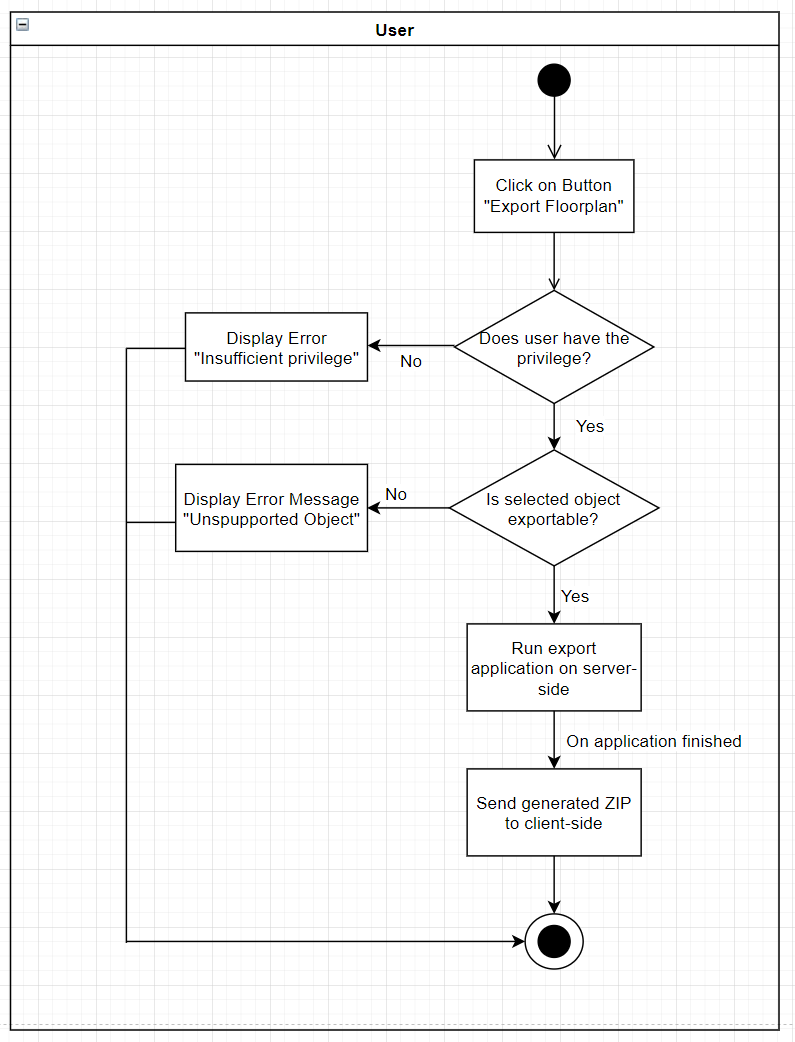 User
Click on Button
"Export Floorplan"
Does user have the
privilege?
No
Display Error
"Insufficient privilege"
Yes
Is selected object
exportable?
No
Display Error Message
"Unspupported Object"
Yes
Run export
application on server-
side
On application finished
Send generated ZIP
to client-side